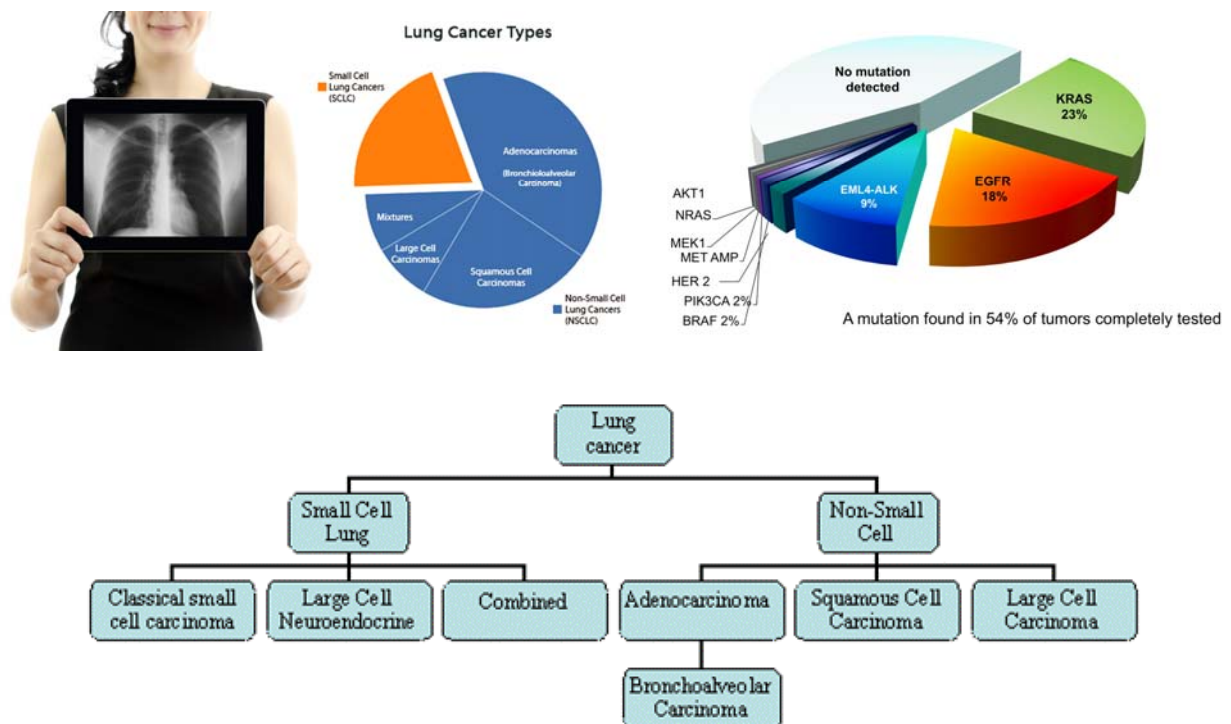 Lung Cancer Types
Small Cell
Lung Cancers
(SCLC)
Adenocarcinomas
(Bronchioloalveolar
Carcinoma)
Mixtures
Large Cell
Carcinomas
Squamous Cell
Carcinomas
Non-Small Cell
Lung Cancers
(NSCLC)
No mutation
detected
KRAS
23%
EGFR
18%
EML4-ALK
9%
AKT1
NRAS
MEK1
MET AMP
HER 2
PIK3CA 2%
BRAF 2%
A mutation found in 54% of tumors completely tested
Lung
cancer
Small Cell
Lung
Non-Small
Cell
Classical small
cell carcinoma
Large Cell
Neuroendocrine
Combined
Adenocarcinoma
Squamous Cell
Carcinoma
Large Cell
Carcinoma
Bronchoalveolar
Carcinoma